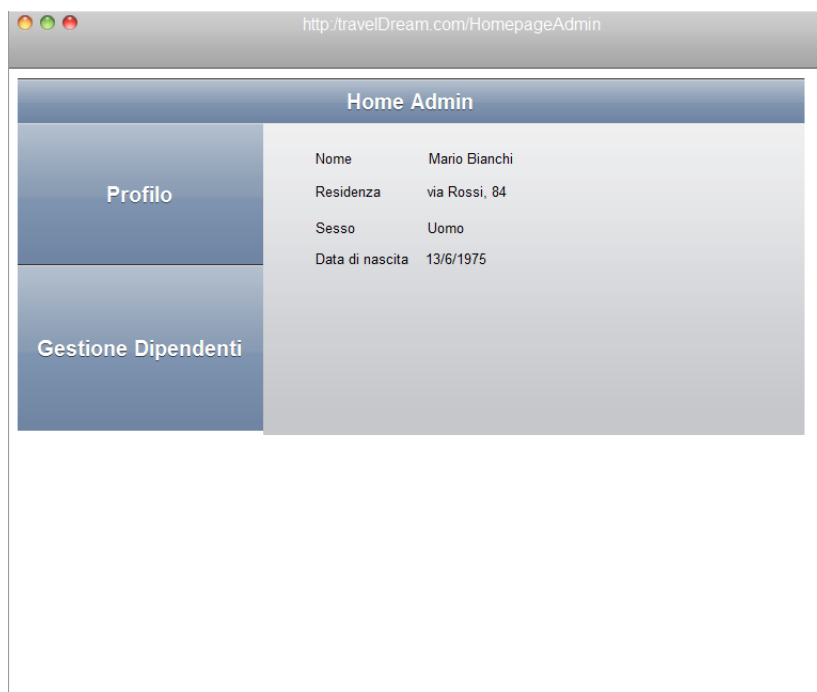 http:/travelDream.com/HomepageAdmin
Home Admin
Profilo
Gestione Dipendenti
Nome Mario Bianchi
Residenza via Rossi, 84
Sesso Uomo
Data di nascita 13/6/1975